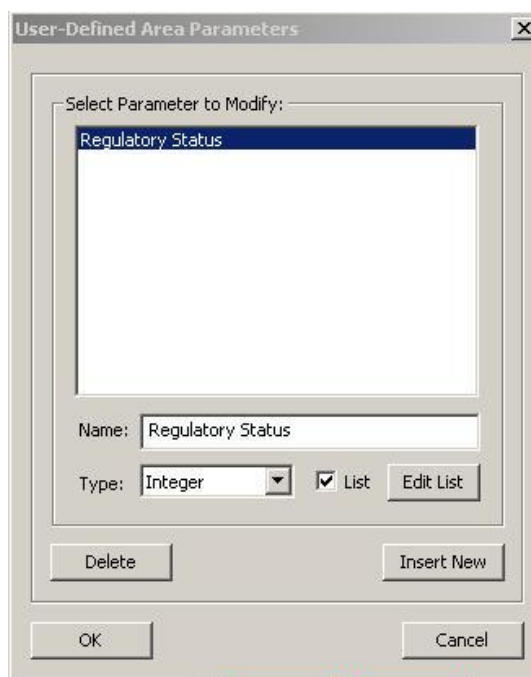 User-Defined Area Parameters
Select Parameter to Modify:
Regulatory Status
Name: Regulatory Status
Type: Integer List Edit List
Delete Insert New
OK Cancel